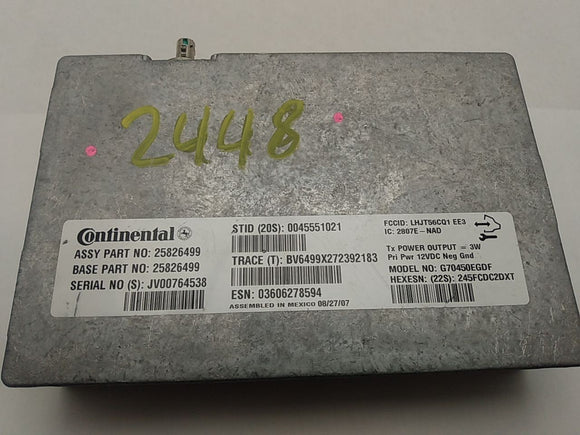 2448
Continental
ASSY PART NO: 25826499
BASE PART NO: 25826499
SERIAL NO (S): JV00764538
STID (20S): 0045551021
TRACE (T): BV6499X272392183
ESN: 03606278594
ASSEMBLED IN MEXICO 08/27/07
FCCID: LHJT56CQ1 EE3
IC: 2807E-NAD
Tx POWER OUTPUT = 3W
Pri Pwr 12VDC Neg Gnd
MODEL NO: G70450EGDF
HEXESN: (22S): 245FCDC2DXT